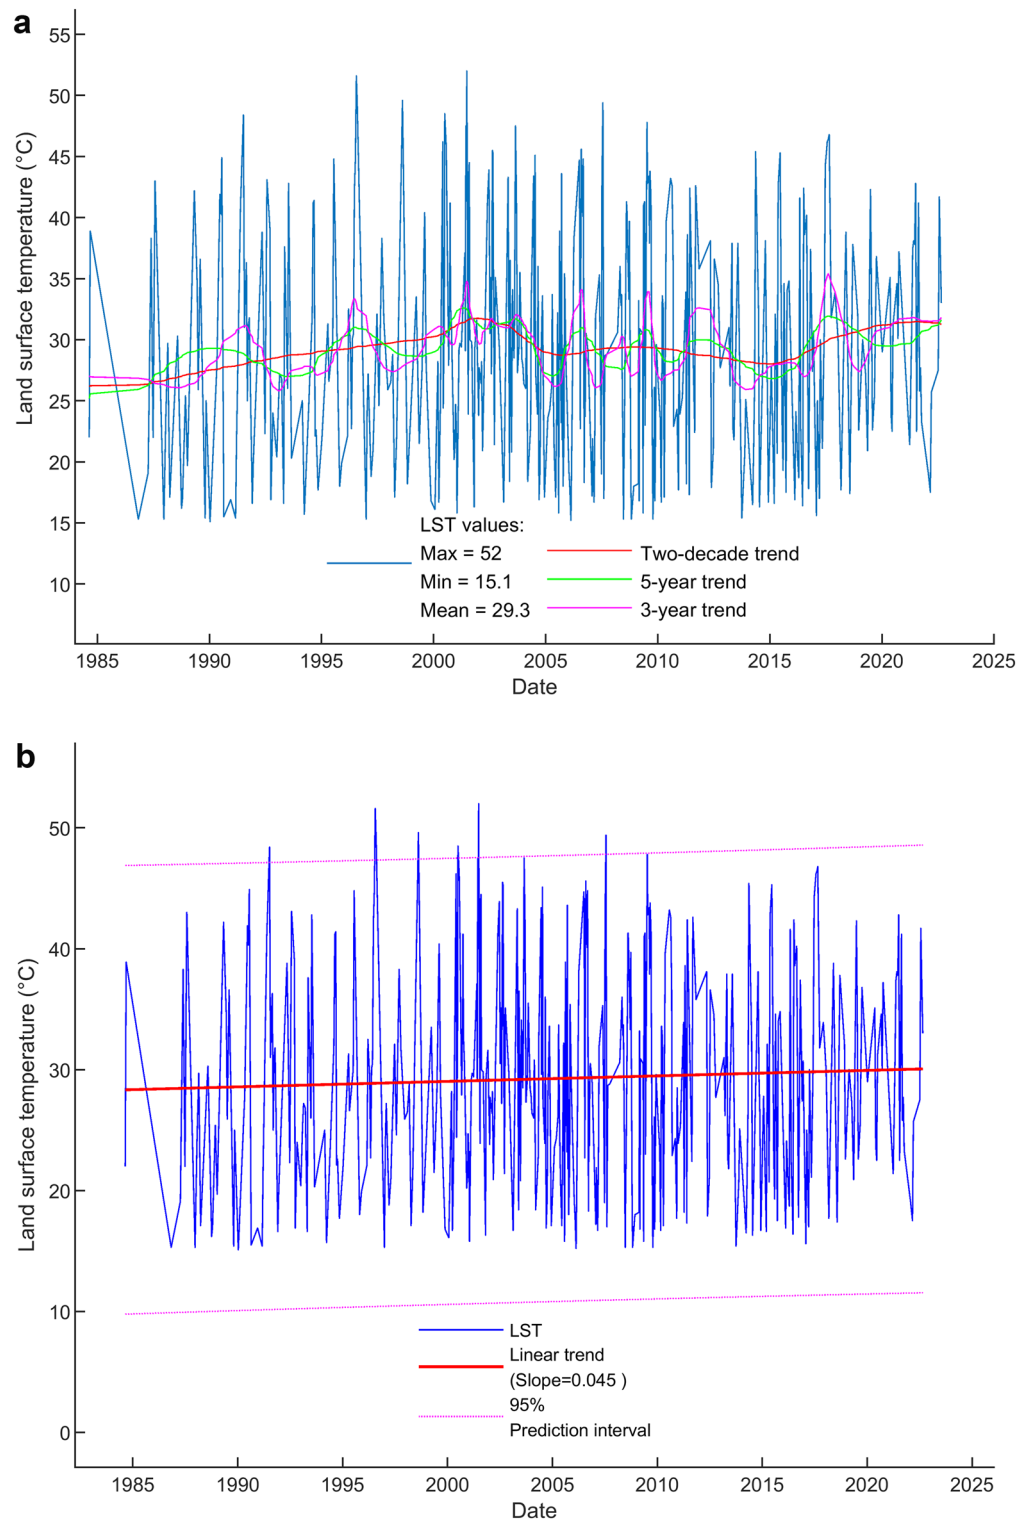 a
55
50
45
40
35
30
25
20
15
10
Land surface temperature (°C)
LST values:
Max = 52
Min = 15.1
Mean = 29.3
Two-decade trend
5-year trend
3-year trend
1985 1990 1995 2000 2005 2010 2015 2020 2025
Date
b
50
40
30
20
10
0
Land surface temperature (°C)
LST
Linear trend
(Slope=0.045 )
95%
Prediction interval
1985 1990 1995 2000 2005 2010 2015 2020 2025
Date